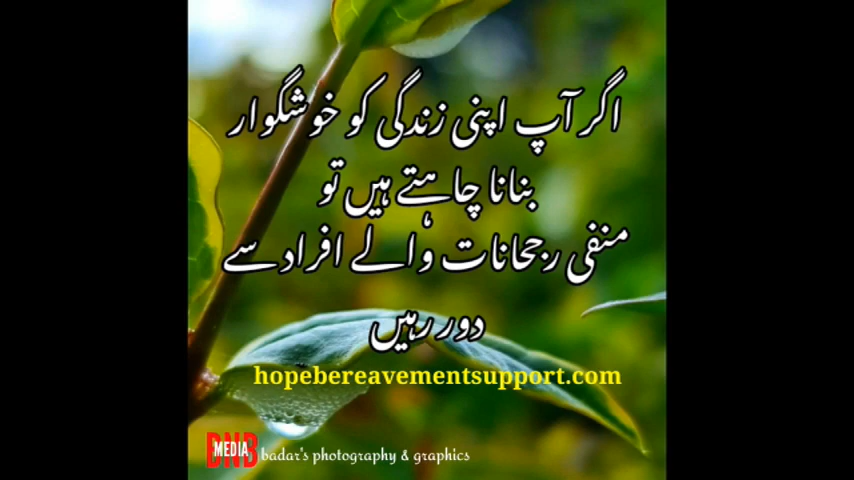 اگر آپ اپنی زندگی کو خوشگوار
بنانا چاہتے ہیں تو
منفی رجحانات والے افراد سے
دور رہیں
hopebereavementsupport.com
DNB
MEDIA
badar's photography & graphics